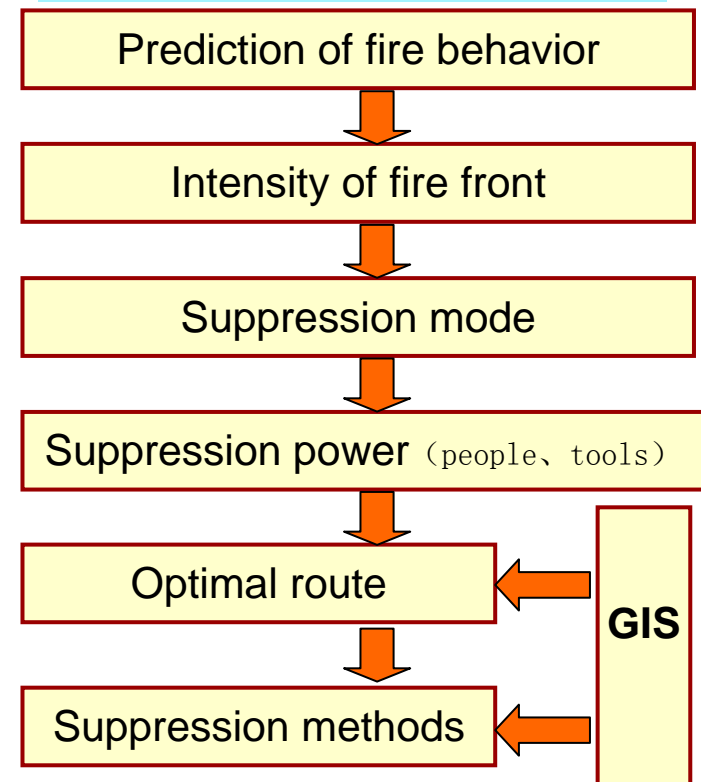 Prediction of fire behavior
Intensity of fire front
Suppression mode
Suppression power（people、tools）
Optimal route
GIS
Suppression methods